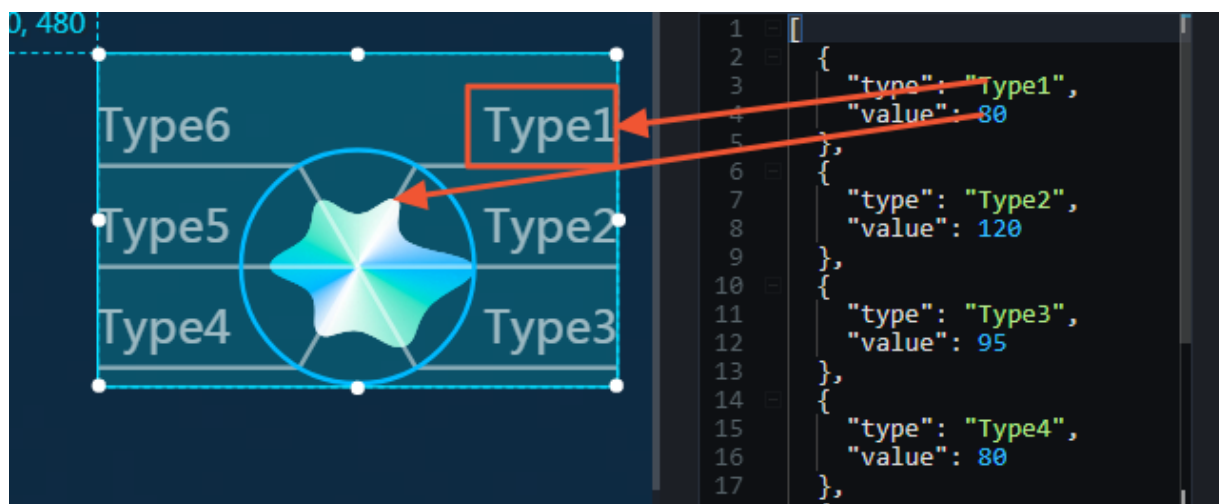 0, 480
Type6
Type1
Type5
Type2
Type4
Type3
1 [
2 {
3 "type": "Type1",
4 "value": 80
5 },
6 {
7 "type": "Type2",
8 "value": 120
9 },
10 {
11 "type": "Type3",
12 "value": 95
13 },
14 {
15 "type": "Type4",
16 "value": 80
17 },